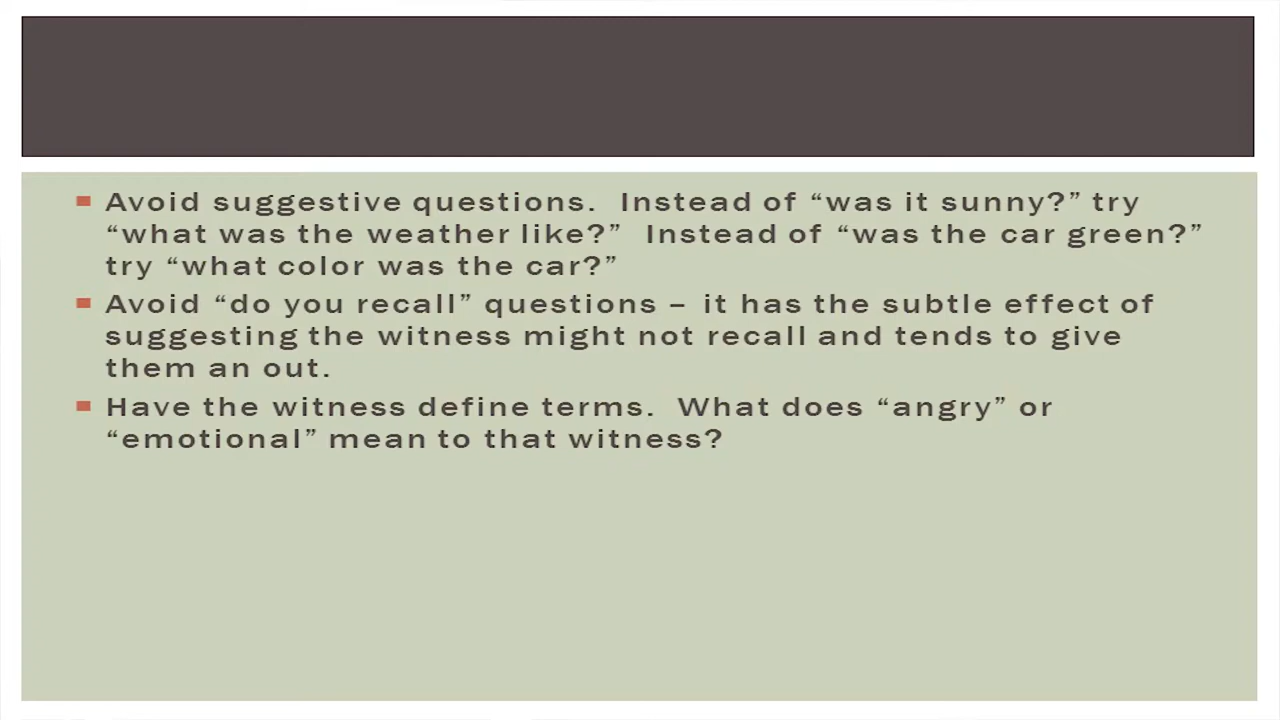 Avoid suggestive questions.  Instead of “was it sunny?” try
“what was the weather like?”  Instead of “was the car green?”
try “what color was the car?”
Avoid “do you recall” questions – it has the subtle effect of
suggesting the witness might not recall and tends to give
them an out.
Have the witness define terms.  What does “angry” or
“emotional” mean to that witness?